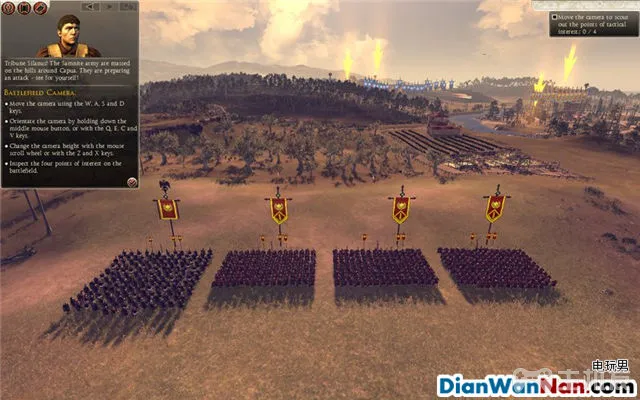 Tribune Silanus! The Samnite army are massed
on the hills around Capua. They are preparing
an attack - see for yourself!
BATTLEFIELD CAMERA:
Move the camera using the W, A, S and D
keys.
Orientate the camera by holding down the
middle mouse button, or with the Q, E, C and
V keys.
Change the camera height with the mouse
scroll wheel or with the Z and X keys.
Inspect the four points of interest on the
battlefield.
Move the camera to scout
out the points of tactical
interest: 0 / 4
电玩男
DianWanNan.com